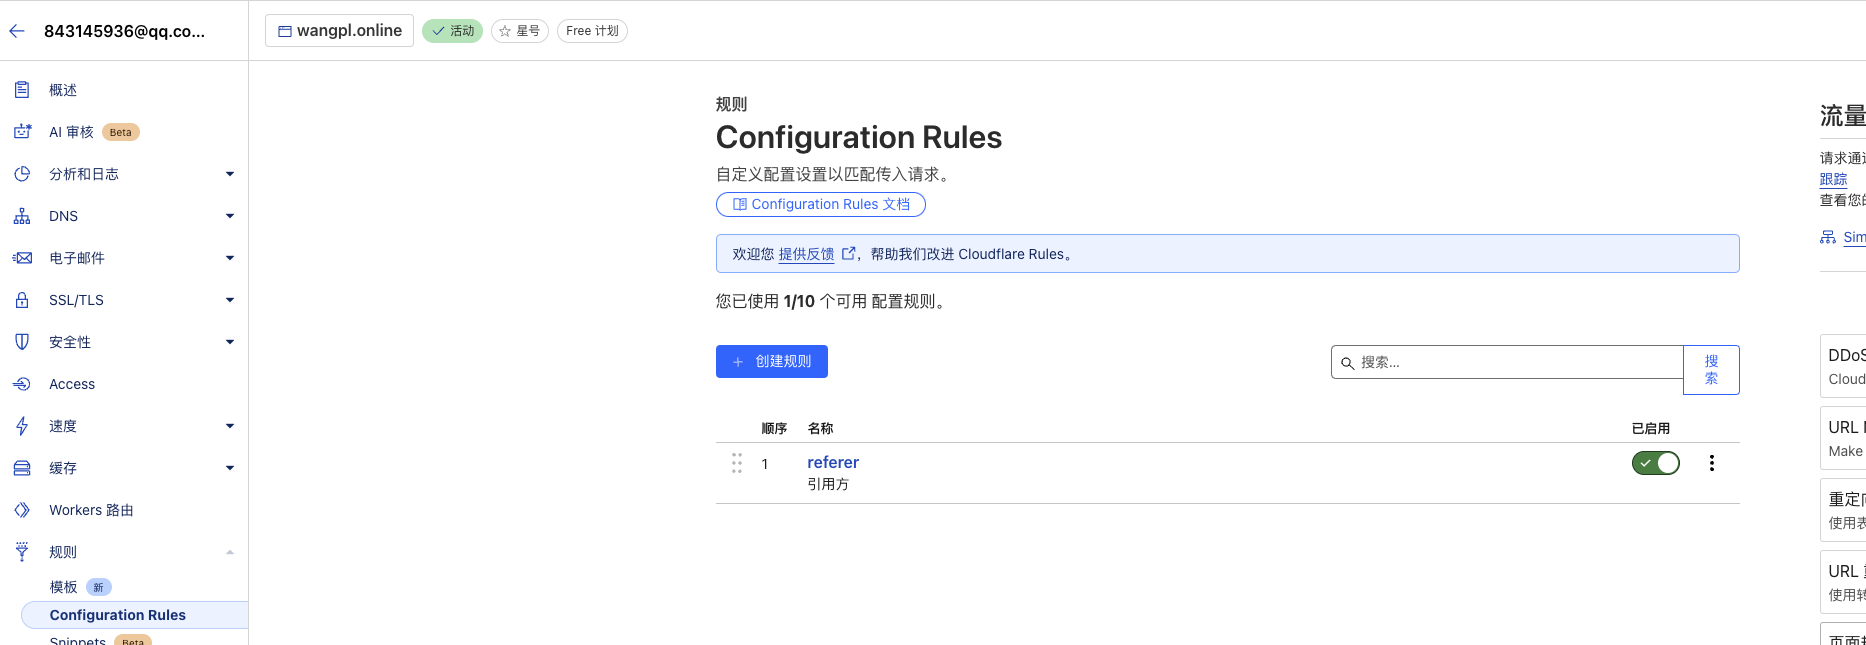 843145936@qq.co...
wangpl.online
活动
星号
Free 计划
概述
AI 审核 Beta
分析和日志
DNS
电子邮件
SSL/TLS
安全性
Access
速度
缓存
Workers 路由
规则
模板 新
Configuration Rules
Snippets Beta
规则
Configuration Rules
自定义配置设置以匹配传入请求。
Configuration Rules 文档
欢迎您 提供反馈 ，帮助我们改进 Cloudflare Rules。
您已使用 1/10 个可用 配置规则。
+ 创建规则
搜索...
搜
索
顺序 名称 已启用
1 referer
引用方
流量
请求通
跟踪
查看您
Sim
DDoS
Cloud
URL
Make
重定
使用
URL
使用
页面